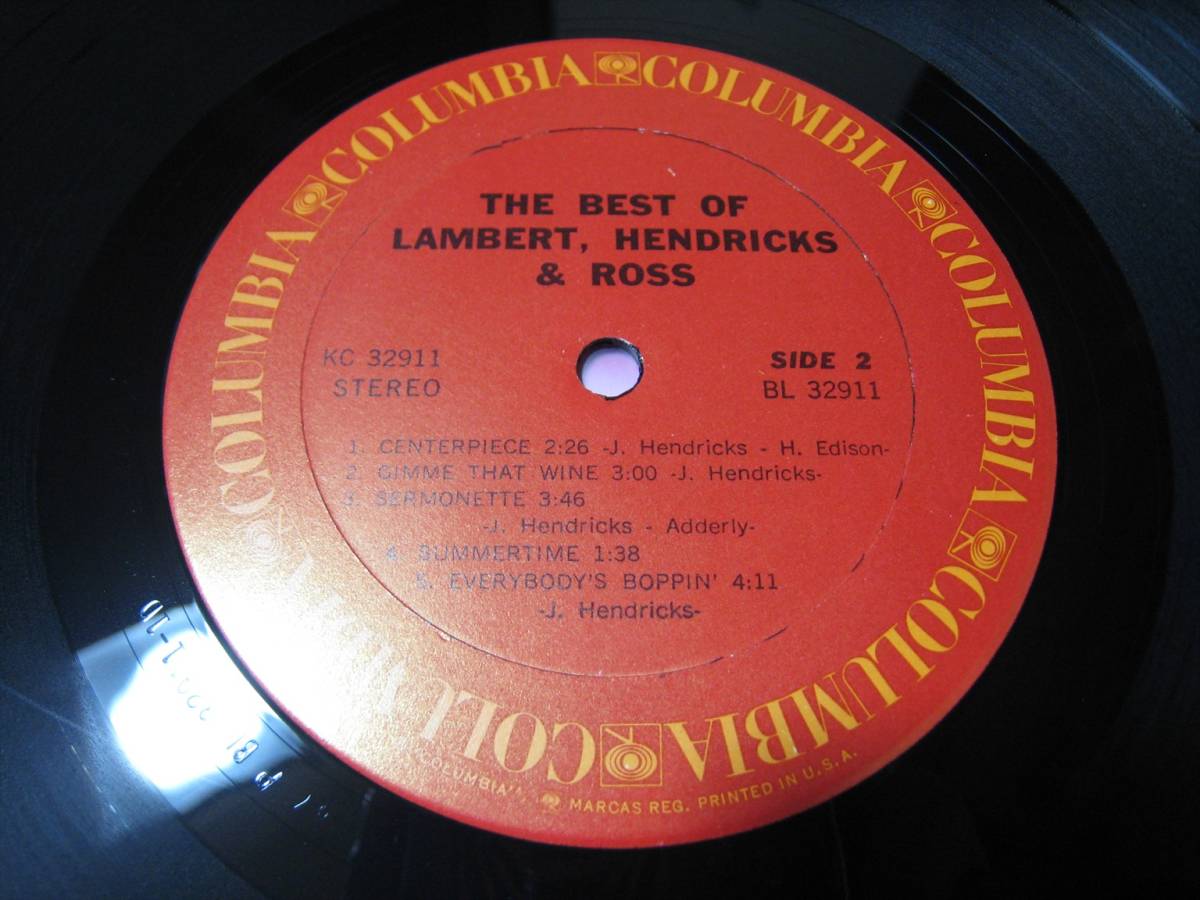 COLUMBIA COLUMBIA COLUMBIA COLUMBIA COLUMBIA COLUMBIA
THE BEST OF
LAMBERT, HENDRICKS
& ROSS
KC 32911
STEREO
SIDE 2
BL 32911
1. CENTERPIECE 2:26 -J. Hendricks - H. Edison-
2. GIMME THAT WINE 3:00 -J. Hendricks-
3. SERMONETTE 3:46
-J. Hendricks - Adderly-
4. SUMMERTIME 1:38
5. EVERYBODY'S BOPPIN' 4:11
-J. Hendricks-
COLUMBIA MARCAS REG. PRINTED IN U.S.A.